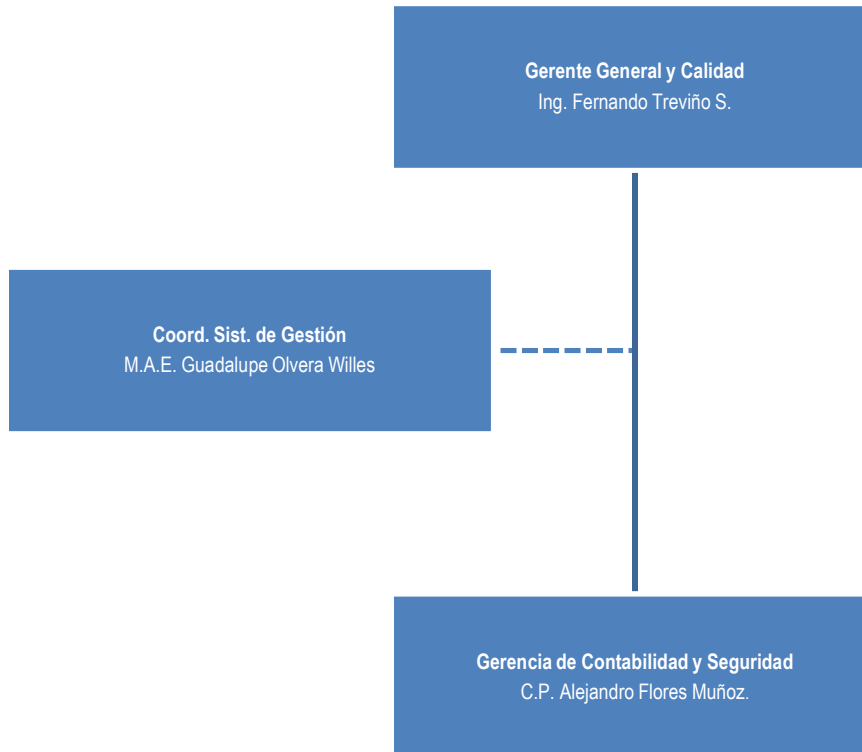 Gerente General y Calidad
Ing. Fernando Treviño S.
Coord. Sist. de Gestión
M.A.E. Guadalupe Olvera Willes
Gerencia de Contabilidad y Seguridad
C.P. Alejandro Flores Muñoz.